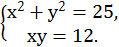 x² + y² = 25,
xy = 12.